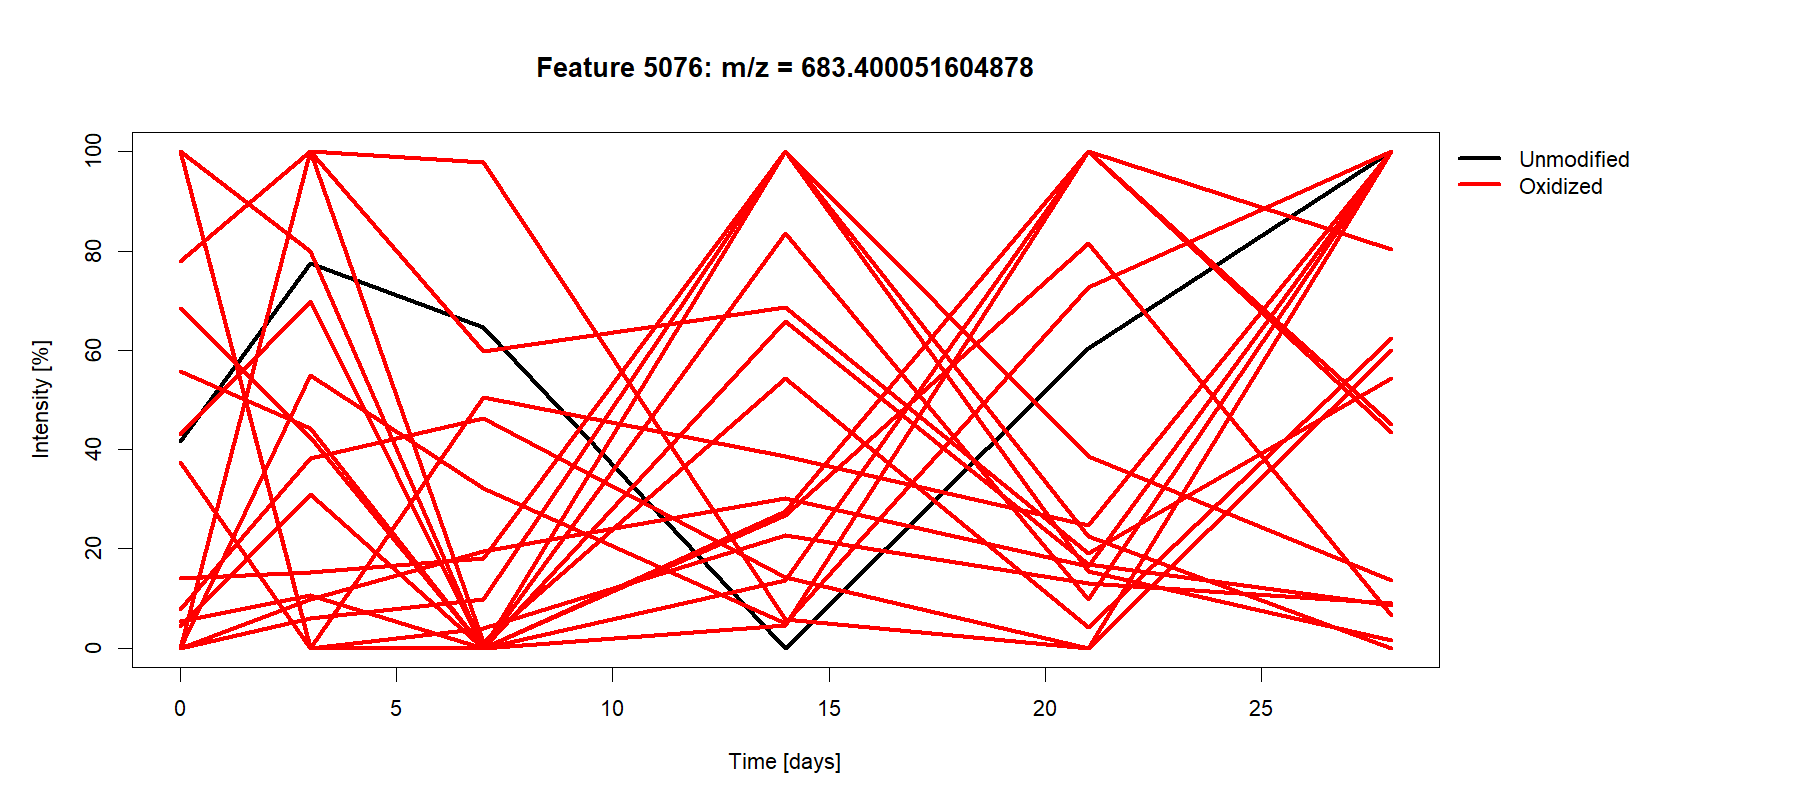 Feature 5076: m/z = 683.400051604878
Unmodified
Oxidized
Intensity [%]
100
80
60
40
20
0
0 5 10 15 20 25
Time [days]